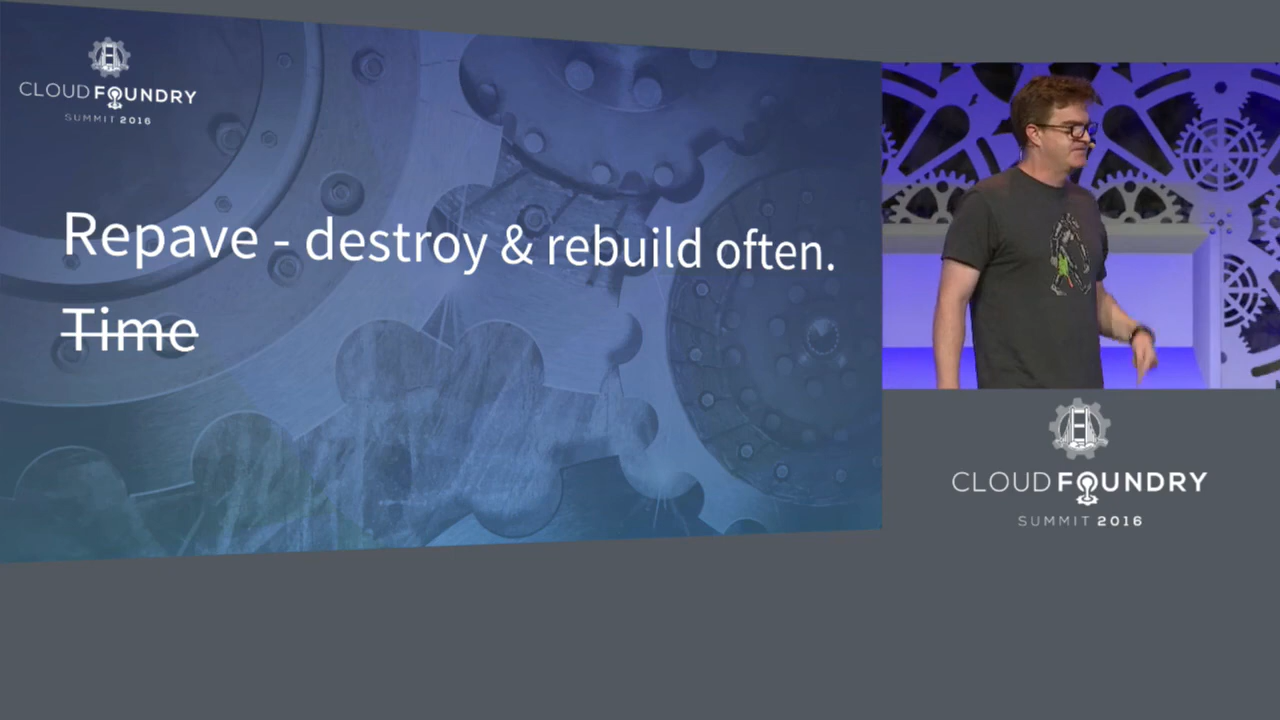 CLOUD FOUNDRY
SUMMIT 2016
Repave - destroy & rebuild often.
Time
CLOUD FOUNDRY
SUMMIT 2016